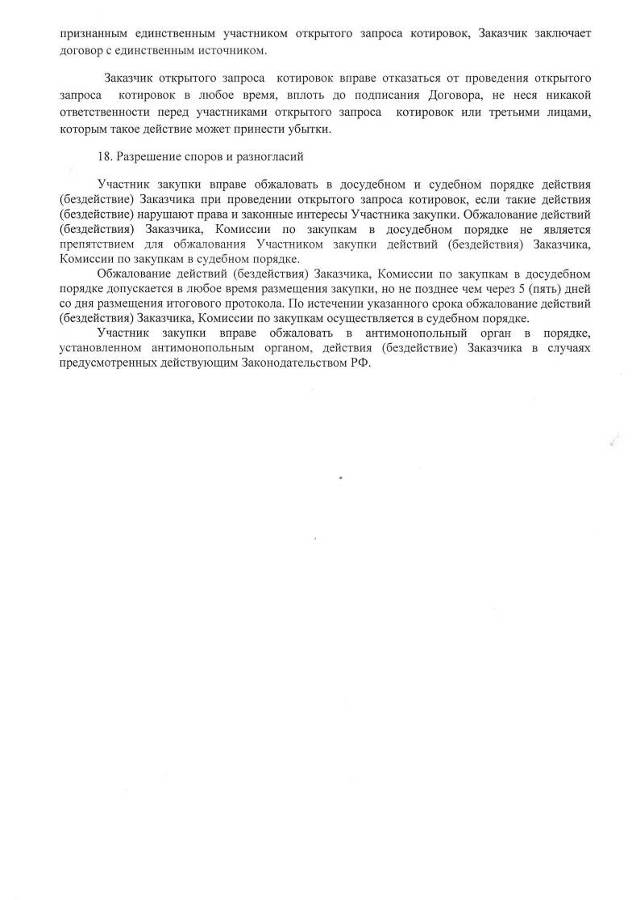 признанным единственным участником открытого запроса котировок, Заказчик заключает
договор с единственным источником.
Заказчик открытого запроса котировок вправе отказаться от проведения открытого
запроса котировок в любое время, вплоть до подписания Договора, не неся никакой
ответственности перед участниками открытого запроса котировок или третьими лицами,
которым такое действие может принести убытки.
18. Разрешение споров и разногласий
Участник закупки вправе обжаловать в досудебном и судебном порядке действия
(бездействие) Заказчика при проведении открытого запроса котировок, если такие действия
(бездействие) нарушают права и законные интересы Участника закупки. Обжалование действий
(бездействия) Заказчика, Комиссии по закупкам в досудебном порядке не является
препятствием для обжалования Участником закупки действий (бездействия) Заказчика,
Комиссии по закупкам в судебном порядке.
Обжалование действий (бездействия) Заказчика, Комиссии по закупкам в досудебном
порядке допускается в любое время размещения закупки, но не позднее чем через 5 (пять) дней
со дня размещения итогового протокола. По истечении указанного срока обжалование действий
(бездействия) Заказчика, Комиссии по закупкам осуществляется в судебном порядке.
Участник закупки вправе обжаловать в антимонопольный орган в порядке,
установленном антимонопольным органом, действия (бездействие) Заказчика в случаях
предусмотренных действующим Законодательством РФ.